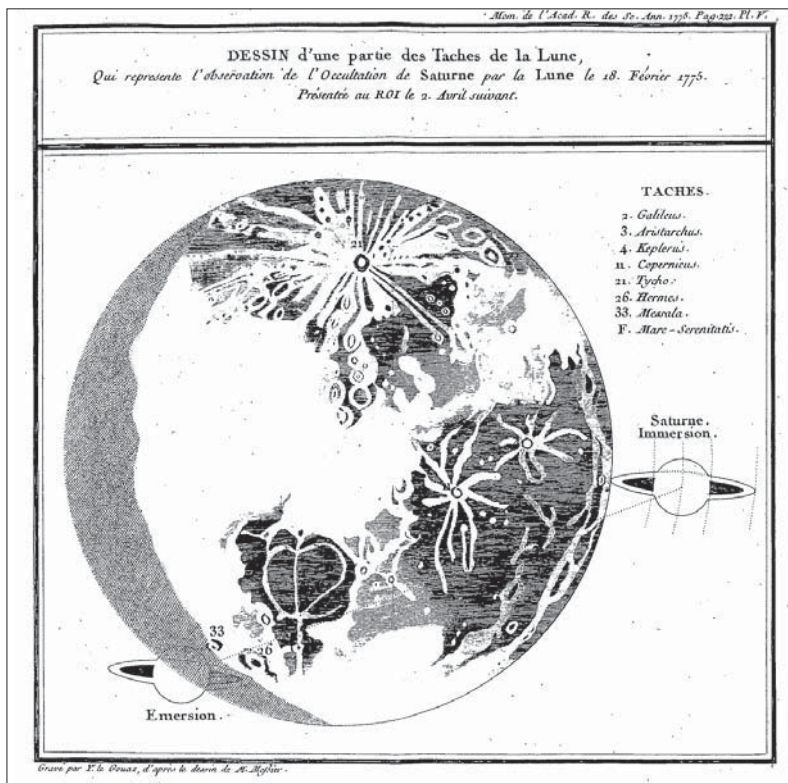 Mem. de l'Acad. R. des Sc. Ann. 1775. Pag. 222. Pl. V.
DESSIN d'une partie des Taches de la Lune,
Qui represente l'observation de l'Occultation de Saturne par la Lune le 18. Février 1775.
Présentée au ROI le 2. Avril suivant.
TACHES.
2. Galileus.
3. Aristarchus.
4. Keplerus.
11. Copernicus.
21. Tycho.
26. Hermes.
33. Messala.
F. Mare-Serenitatis.
21
Saturne.
Immersion.
33
26
Emersion.
Gravé par Y. le Gouaz, d'après le dessin de M. Messier.